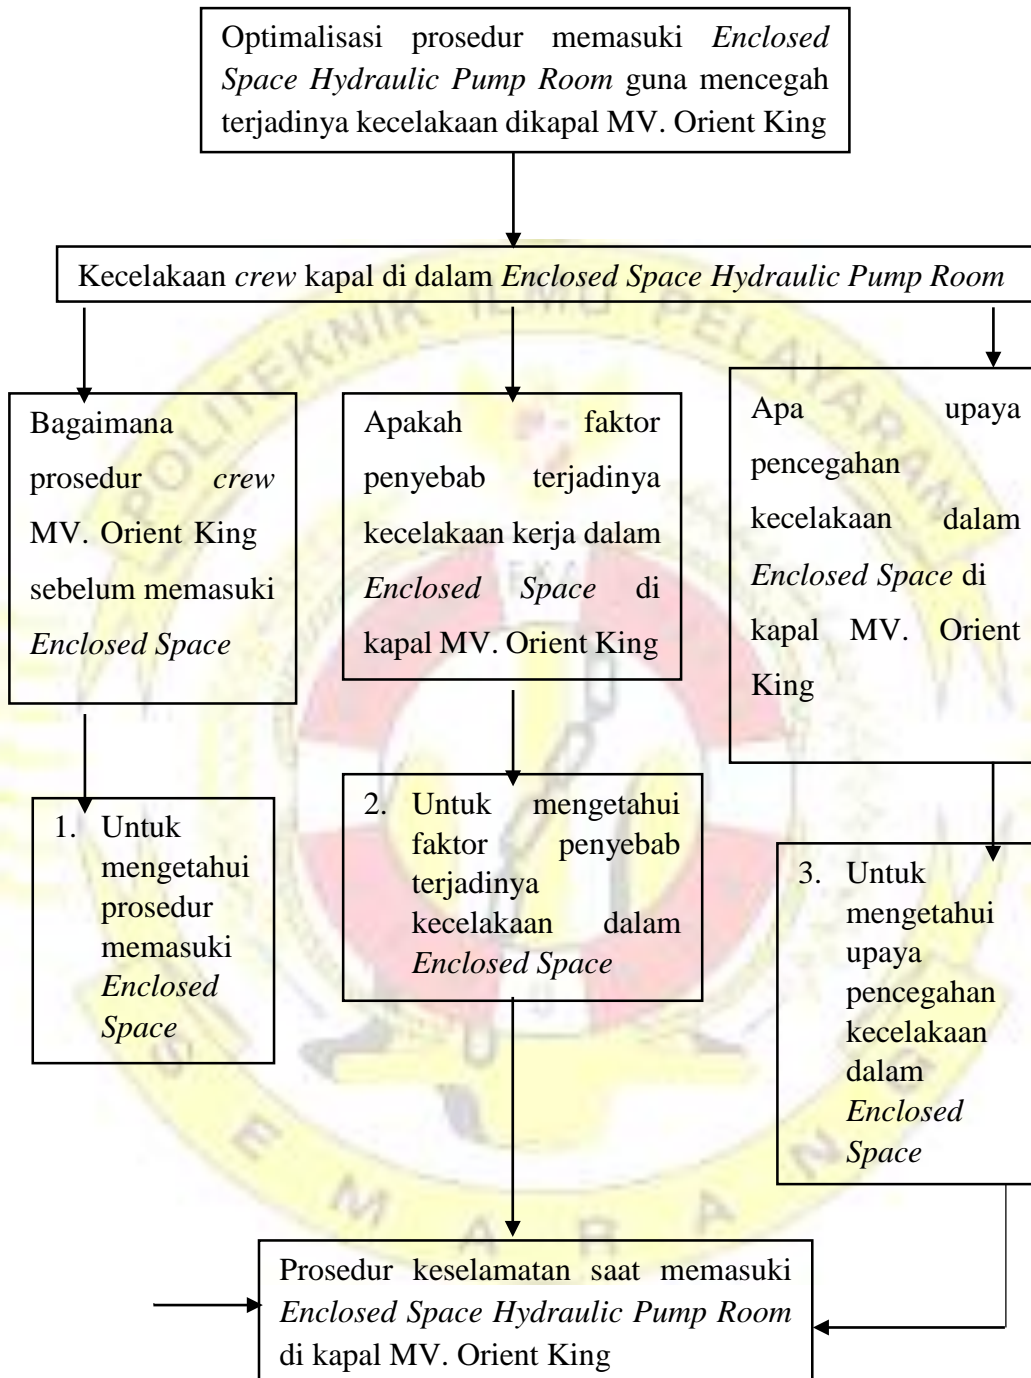 Optimalisasi prosedur memasuki Enclosed
Space Hydraulic Pump Room guna mencegah
terjadinya kecelakaan dikapal MV. Orient King
Kecelakaan crew kapal di dalam Enclosed Space Hydraulic Pump Room
Bagaimana
prosedur crew
MV. Orient King
sebelum memasuki
Enclosed Space
Apakah faktor
penyebab terjadinya
kecelakaan kerja dalam
Enclosed Space di
kapal MV. Orient King
Apa upaya
pencegahan
kecelakaan dalam
Enclosed Space di
kapal MV. Orient
King
1. Untuk
mengetahui
prosedur
memasuki
Enclosed
Space
2. Untuk mengetahui
faktor penyebab
terjadinya
kecelakaan dalam
Enclosed Space
3. Untuk
mengetahui
upaya
pencegahan
kecelakaan
dalam
Enclosed
Space
Prosedur keselamatan saat memasuki
Enclosed Space Hydraulic Pump Room
di kapal MV. Orient King
POLITEKNIK ILMU PELAYARAN
SEMARANG